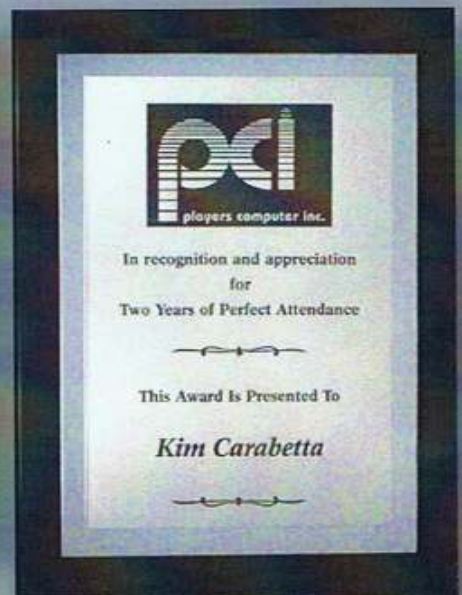 pci
players computer inc.
In recognition and appreciation
for
Two Years of Perfect Attendance
This Award Is Presented To
Kim Carabetta